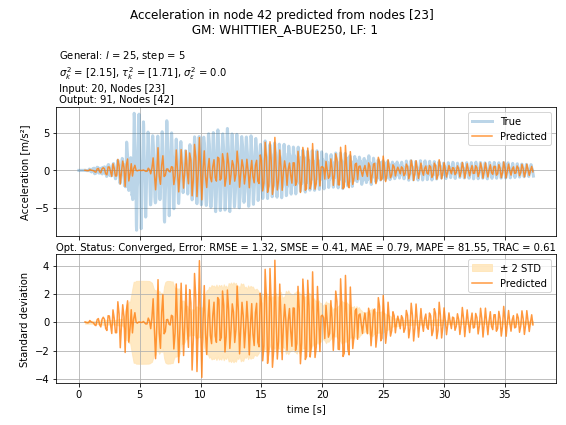 Acceleration in node 42 predicted from nodes [23]
GM: WHITTIER_A-BUE250, LF: 1
General: l = 25, step = 5
σ²ₖ = [2.15], τ²ₖ = [1.71], σ²ε = 0.0
Input: 20, Nodes [23]
Output: 91, Nodes [42]
Acceleration [m/s²]
5
0
−5
True
Predicted
Opt. Status: Converged, Error: RMSE = 1.32, SMSE = 0.41, MAE = 0.79, MAPE = 81.55, TRAC = 0.61
Standard deviation
4
2
0
−2
−4
± 2 STD
Predicted
0 5 10 15 20 25 30 35
time [s]